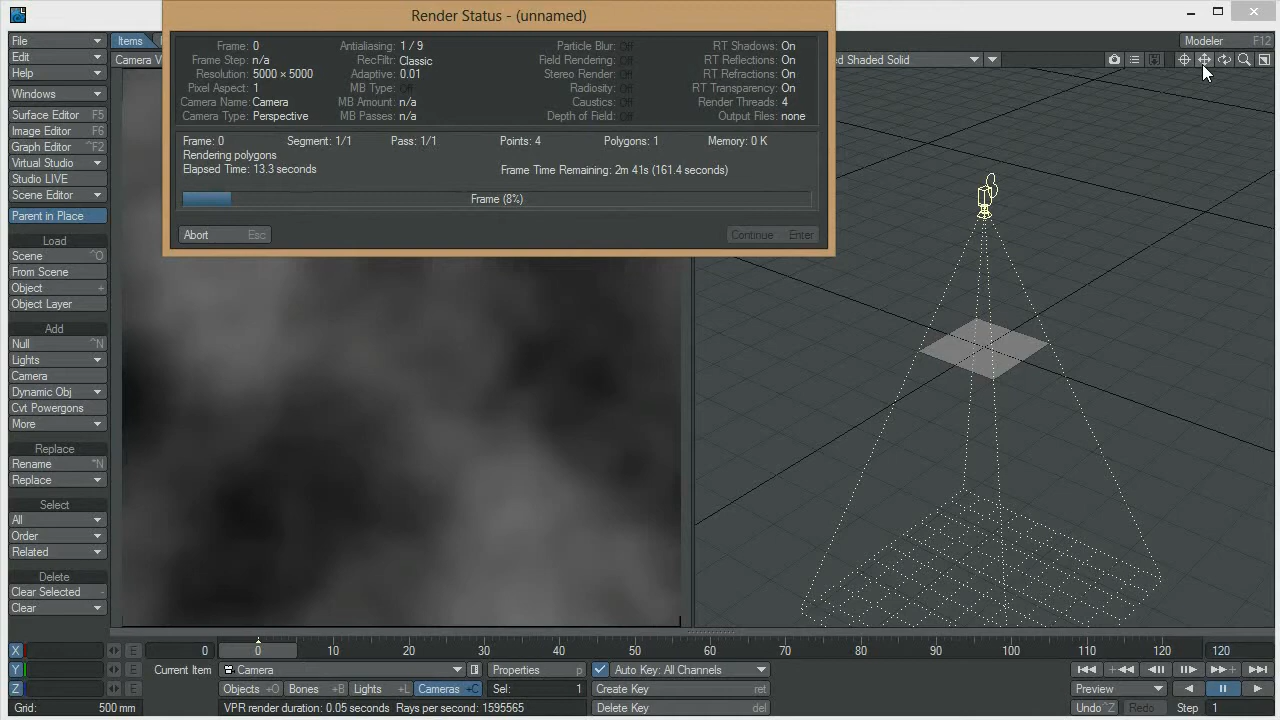 Render Status - (unnamed)
File
Items
Modeler F12
Edit
Camera V
d Shaded Solid
Help
Windows
Surface Editor F5
Image Editor F6
Graph Editor ^F2
Virtual Studio
Studio LIVE
Scene Editor
Parent in Place
Frame: 0
Antialiasing: 1 / 9
Particle Blur: Off
RT Shadows: On
Frame Step: n/a
RecFiltr: Classic
Field Rendering: Off
RT Reflections: On
Resolution: 5000 × 5000
Adaptive: 0.01
Stereo Render: Off
RT Refractions: On
Pixel Aspect: 1
MB Type: Off
Radiosity: Off
RT Transparency: On
Camera Name: Camera
MB Amount: n/a
Caustics: Off
Render Threads: 4
Camera Type: Perspective
MB Passes: n/a
Depth of Field: Off
Output Files: none
Frame: 0
Segment: 1/1
Pass: 1/1
Points: 4
Polygons: 1
Memory: 0 K
Rendering polygons
Elapsed Time: 13.3 seconds
Frame Time Remaining: 2m 41s (161.4 seconds)
Frame (8%)
Abort Esc
Continue Enter
Load
Scene ^O
From Scene
Object +
Object Layer
Add
Null ^N
Lights
Camera
Dynamic Obj
Cvt Powergons
More
Replace
Rename "N
Replace
Select
All
Order
Related
Delete
Clear Selected -
Clear
X E
0
0 10 20 30 40 50 60 70 80 90 100 110 120
120
Y E
Current Item
Camera
Properties p
Auto Key: All Channels
Z E
Objects +O
Bones +B
Lights +L
Cameras +C
Sel: 1
Create Key ret
Preview
Grid: 500 mm
VPR render duration: 0.05 seconds Rays per second: 1595565
Delete Key del
Undo ^Z
Redo
Step 1